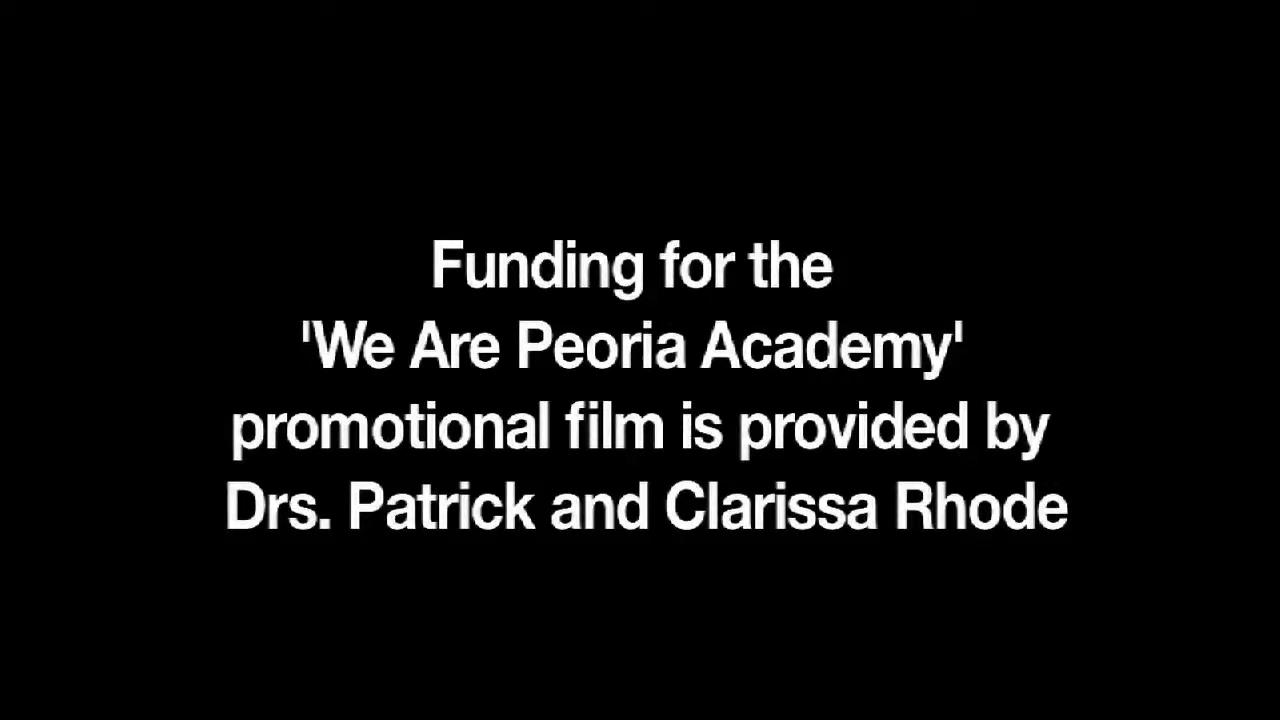 Funding for the
'We Are Peoria Academy'
promotional film is provided by
Drs. Patrick and Clarissa Rhode